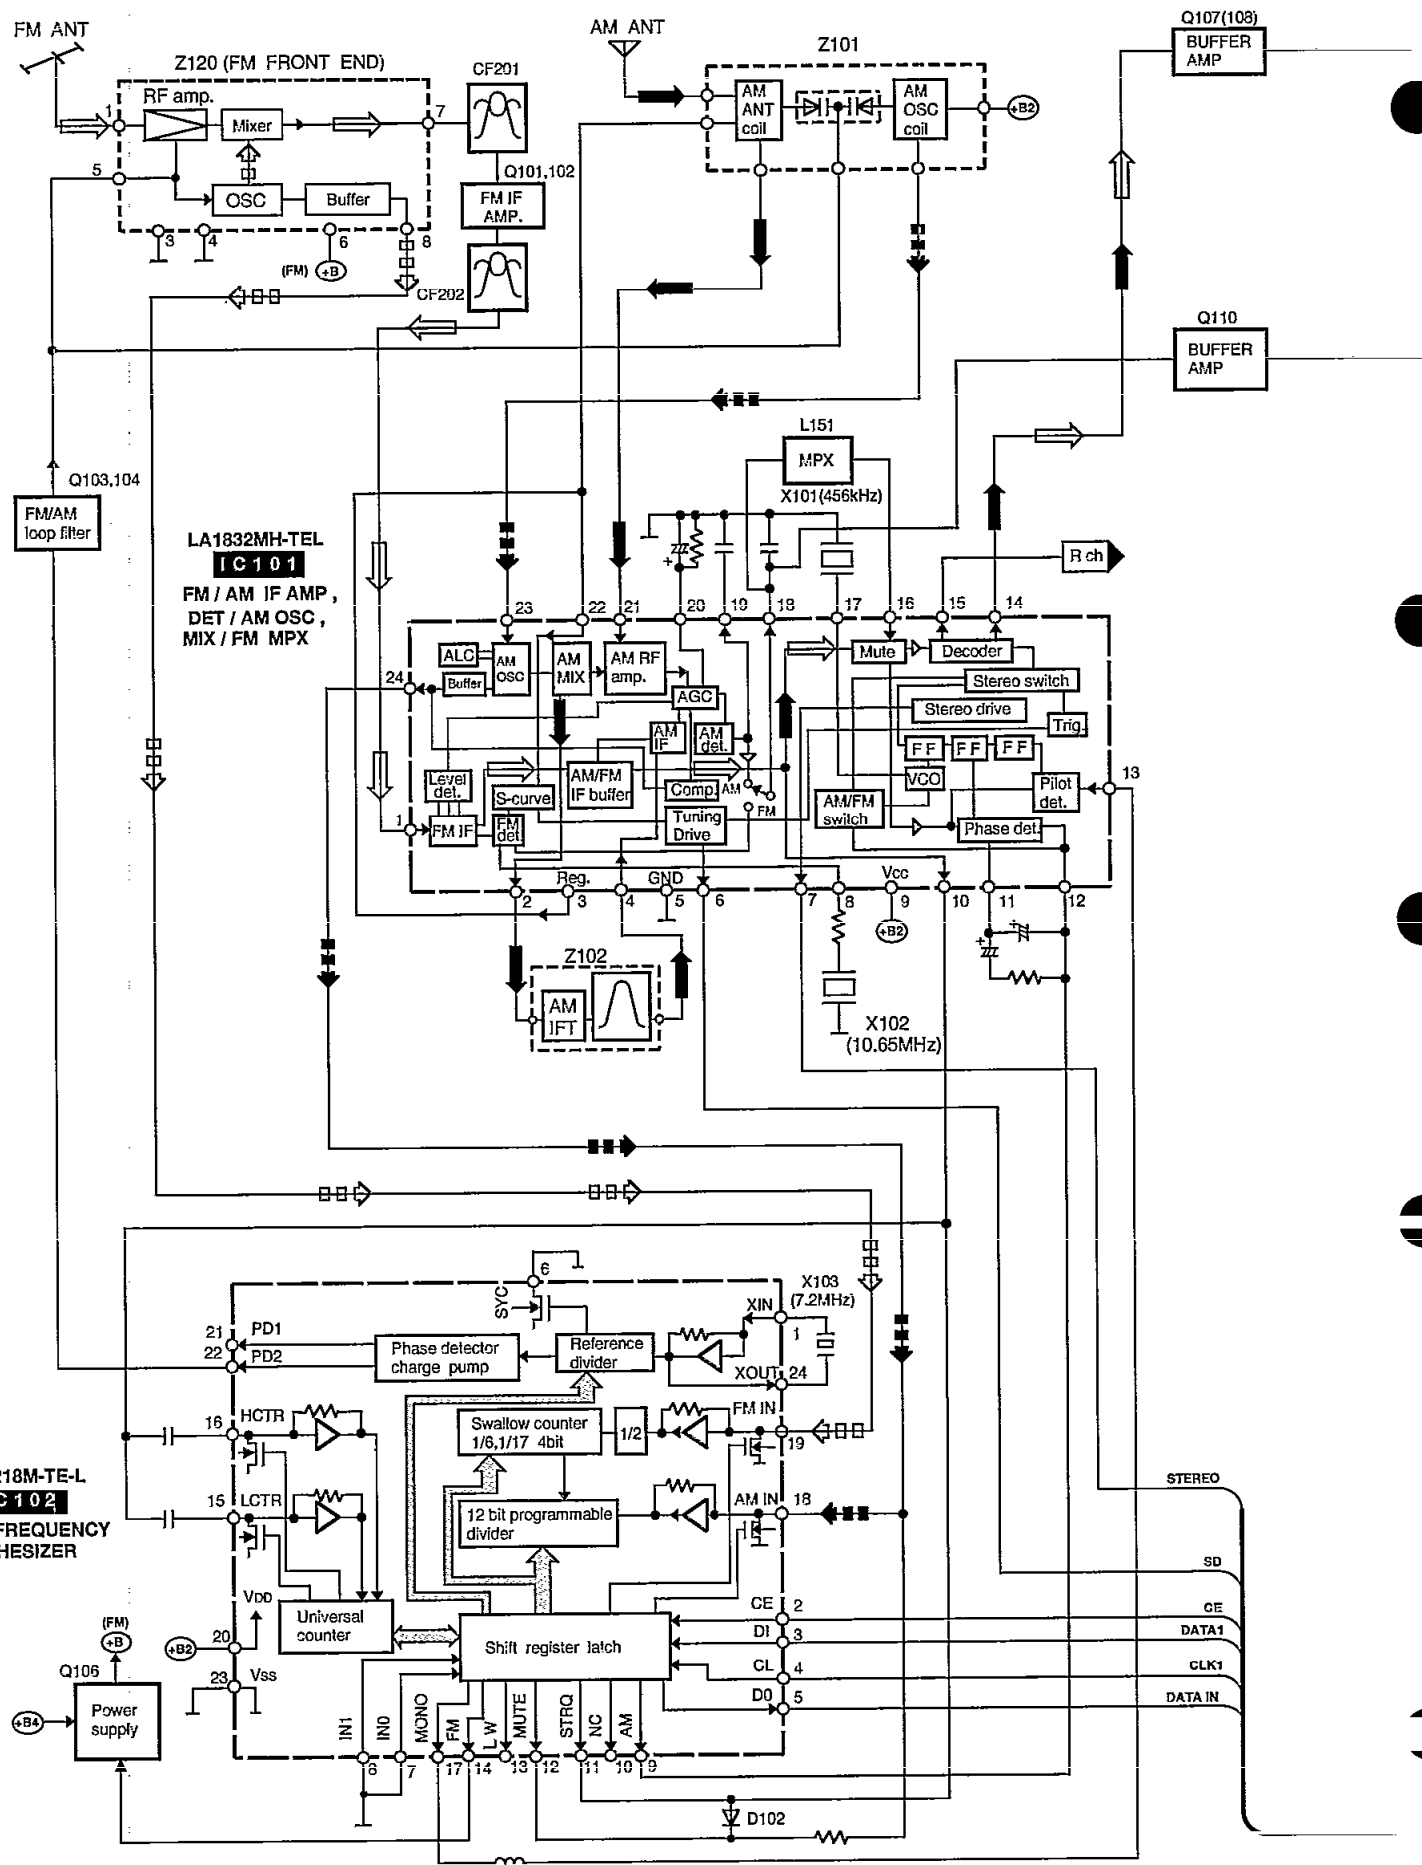 FM ANT
AM ANT
Q107(108)
BUFFER
AMP
Z120 (FM FRONT END)
CF201
Z101
RF amp.
Mixer
1
7
5
OSC
Buffer
3
4
6
8
(FM)
+B
Q101,102
FM IF
AMP.
CF202
AM
ANT
coil
AM
OSC
coil
+B2
Q110
BUFFER
AMP
L151
MPX
X101(456kHz)
Q103,104
FM/AM
loop filter
LA1832MH-TEL
IC101
FM / AM IF AMP ,
DET / AM OSC ,
MIX / FM MPX
R ch
23
22
21
20
19
18
17
16
15
14
24
1
13
ALC
AM
OSC
Buffer
AM
MIX
AM RF
amp.
AGC
AM
IF
AM
det.
Mute
Decoder
Stereo switch
Stereo drive
Trig.
F F
F F
F F
VCO
Pilot
det.
Level
det.
S-curve
AM/FM
IF buffer
Comp.
AM
FM
AM/FM
switch
FM IF
FM
det.
Tuning
Drive
Phase det.
Reg.
GND
Vcc
2
3
4
5
6
7
8
9
10
11
12
+
+
+
+B2
Z102
AM
IFT
X102
(10.65MHz)
6
SYC
X103
(7.2MHz)
XIN
1
21
PD1
22
PD2
Phase detector
charge pump
Reference
divider
XOUT
24
16
HCTR
Swallow counter
1/6,1/17 4bit
1/2
FM IN
19
218M-TE-L
C102
FREQUENCY
HESIZER
15
LCTR
12 bit programmable
divider
AM IN
18
STEREO
SD
VDD
Universal
counter
Shift register latch
CE
2
CE
DI
3
DATA1
CL
4
CLK1
D0
5
DATA IN
(FM)
+B
+B2
20
23
Vss
Q106
Power
supply
+B4
IN1
IN0
MONO
FM
LW
MUTE
STRQ
NC
AM
8
7
17
14
13
12
11
10
9
D102